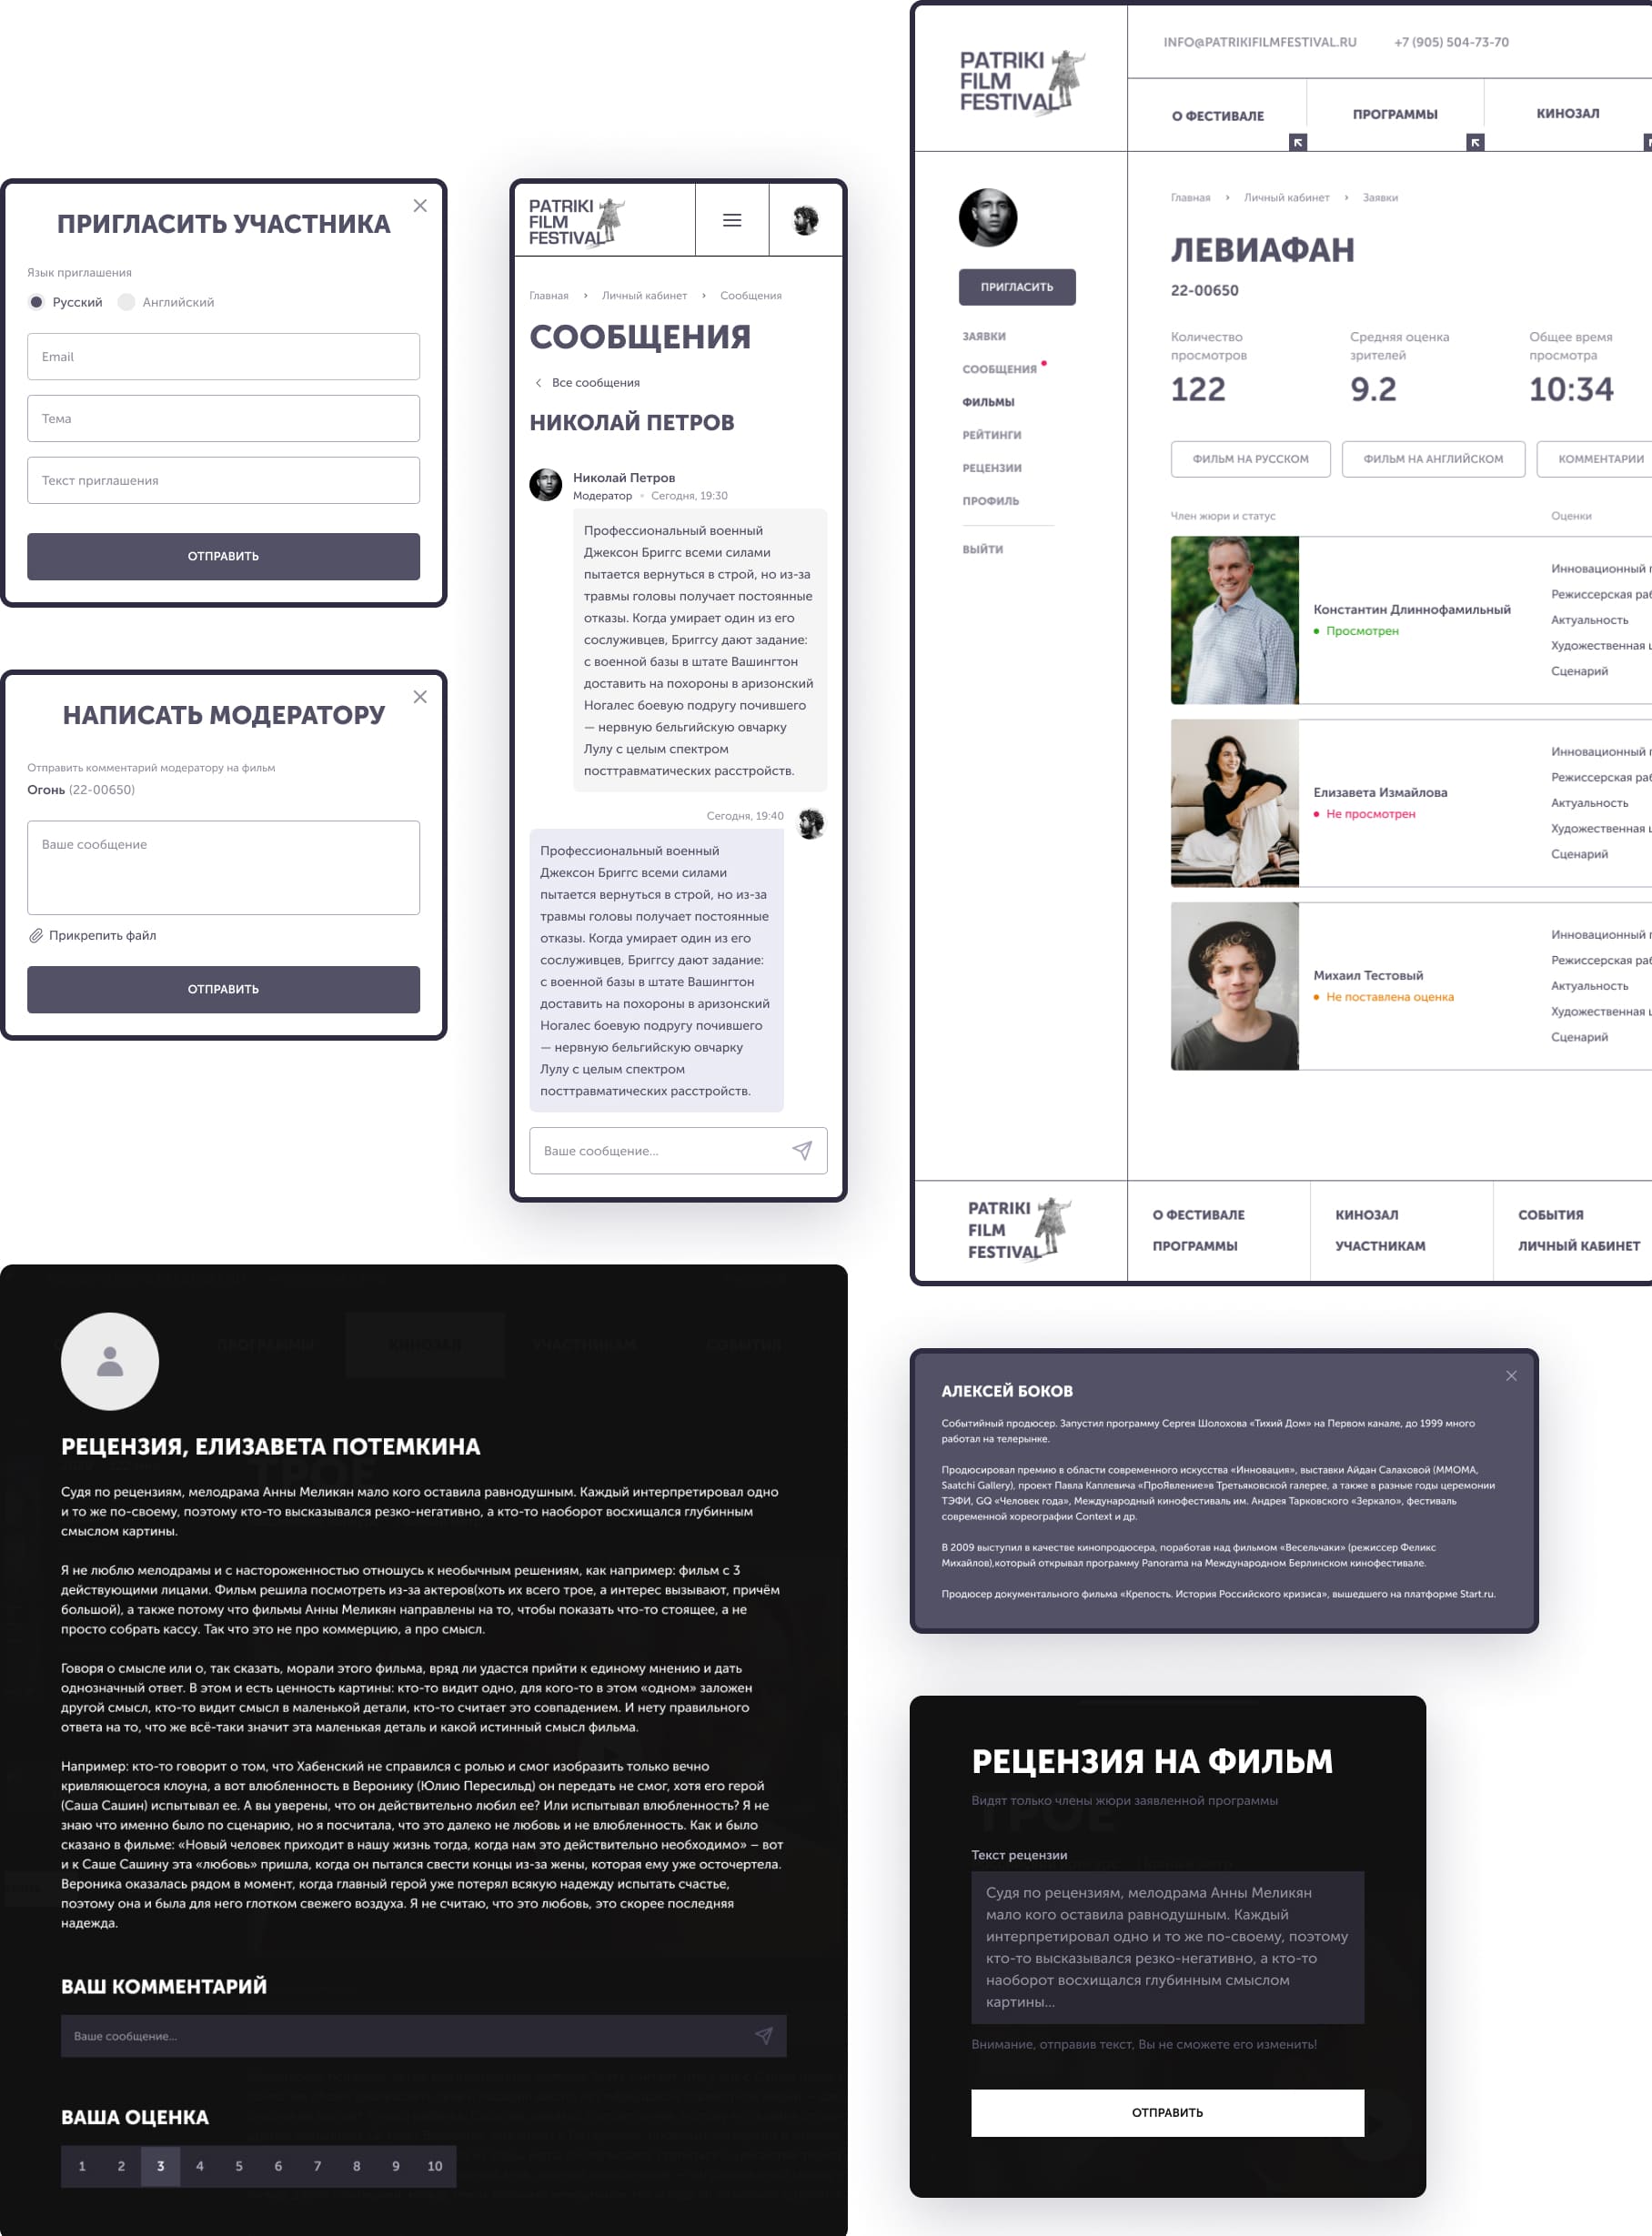 ПРИГЛАСИТЬ УЧАСТНИКА
Язык приглашения
Русский
Английский
Email
Тема
Текст приглашения
ОТПРАВИТЬ
НАПИСАТЬ МОДЕРАТОРУ
Отправить комментарий модератору на фильм
Огонь (22-00650)
Ваше сообщение
Прикрепить файл
ОТПРАВИТЬ
PATRIKI
FILM
FESTIVAL
Главная › Личный кабинет › Сообщения
СООБЩЕНИЯ
Все сообщения
НИКОЛАЙ ПЕТРОВ
Николай Петров
Модератор • Сегодня, 19:30
Профессиональный военный
Джексон Бриггс всеми силами
пытается вернуться в строй, но из-за
травмы головы получает постоянные
отказы. Когда умирает один из его
сослуживцев, Бриггсу дают задание:
с военной базы в штате Вашингтон
доставить на похороны в аризонский
Ногалес боевую подругу почившего
— нервную бельгийскую овчарку
Лулу с целым спектром
посттравматических расстройств.
Сегодня, 19:40
Профессиональный военный
Джексон Бриггс всеми силами
пытается вернуться в строй, но из-за
травмы головы получает постоянные
отказы. Когда умирает один из его
сослуживцев, Бриггсу дают задание:
с военной базы в штате Вашингтон
доставить на похороны в аризонский
Ногалес боевую подругу почившего
— нервную бельгийскую овчарку
Лулу с целым спектром
посттравматических расстройств.
Ваше сообщение...
PATRIKI
FILM
FESTIVAL
INFO@PATRIKIFILMFESTIVAL.RU
+7 (905) 504-73-70
О ФЕСТИВАЛЕ
ПРОГРАММЫ
КИНОЗАЛ
ПРИГЛАСИТЬ
ЗАЯВКИ
СООБЩЕНИЯ
ФИЛЬМЫ
РЕЙТИНГИ
РЕЦЕНЗИИ
ПРОФИЛЬ
ВЫЙТИ
Главная › Личный кабинет › Заявки
ЛЕВИАФАН
22-00650
Количество
просмотров
122
Средняя оценка
зрителей
9.2
Общее время
просмотра
10:34
ФИЛЬМ НА РУССКОМ
ФИЛЬМ НА АНГЛИЙСКОМ
КОММЕНТАРИИ
Член жюри и статус
Оценки
Константин Длиннофамильный
Просмотрен
Инновационный
Режиссерская
Актуальность
Художественная
Сценарий
Елизавета Измайлова
Не просмотрен
Инновационный
Режиссерская
Актуальность
Художественная
Сценарий
Михаил Тестовый
Не поставлена оценка
Инновационный
Режиссерская
Актуальность
Художественная
Сценарий
PATRIKI
FILM
FESTIVAL
О ФЕСТИВАЛЕ
ПРОГРАММЫ
КИНОЗАЛ
УЧАСТНИКАМ
СОБЫТИЯ
ЛИЧНЫЙ КАБИНЕТ
РЕЦЕНЗИЯ, ЕЛИЗАВЕТА ПОТЕМКИНА
Судя по рецензиям, мелодрама Анны Меликян мало кого оставила равнодушным. Каждый интерпретировал одно
и то же по-своему, поэтому кто-то высказывался резко-негативно, а кто-то наоборот восхищался глубинным
смыслом картины.
Я не люблю мелодрамы и с настороженностью отношусь к необычным решениям, как например: фильм с 3
действующими лицами. Фильм решила посмотреть из-за актеров(хоть их всего трое, а интерес вызывают, причём
большой), а также потому что фильмы Анны Меликян направлены на то, чтобы показать что-то стоящее, а не
просто собрать кассу. Так что это не про коммерцию, а про смысл.
Говоря о смысле или о, так сказать, морали этого фильма, вряд ли удастся прийти к единому мнению и дать
однозначный ответ. В этом и есть ценность картины: кто-то видит одно, для кого-то в этом «одном» заложен
другой смысл, кто-то видит смысл в маленькой детали, кто-то считает это совпадением. И нету правильного
ответа на то, что же всё-таки значит эта маленькая деталь и какой истинный смысл фильма.
Например: кто-то говорит о том, что Хабенский не справился с ролью и смог изобразить только вечно
кривляющегося клоуна, а вот влюбленность в Веронику (Юлию Пересильд) он передать не смог, хотя его герой
(Саша Сашин) испытывал ее. А вы уверены, что он действительно любил ее? Или испытывал влюбленность? Я не
знаю что именно было по сценарию, но я посчитала, что это далеко не любовь и не влюбленность. Как и было
сказано в фильме: «Новый человек приходит в нашу жизнь тогда, когда нам это действительно необходимо» – вот
и к Саше Сашину эта «любовь» пришла, когда он пытался свести концы из-за жены, которая ему уже осточертела.
Вероника оказалась рядом в момент, когда главный герой уже потерял всякую надежду испытать счастье,
поэтому она и была для него глотком свежего воздуха. Я не считаю, что это любовь, это скорее последняя
надежда.
ВАШ КОММЕНТАРИЙ
Ваше сообщение...
ВАША ОЦЕНКА
1 2 3 4 5 6 7 8 9 10
АЛЕКСЕЙ БОКОВ
Событийный продюсер. Запустил программу Сергея Шолохова «Тихий Дом» на Первом канале, до 1999 много
работал на телерынке.
Продюсировал премию в области современного искусства «Инновация», выставки Айдан Салаховой (ММОМА,
Saatchi Gallery), проект Павла Каплевича «ПроЯвление»в Третьяковской галерее, а также в разные годы церемонии
ТЭФИ, GQ «Человек года», Международный кинофестиваль им. Андрея Тарковского «Зеркало», фестиваль
современной хореографии Context и др.
В 2009 выступил в качестве кинопродюсера, поработав над фильмом «Весельчаки» (режиссер Феликс
Михайлов),который открывал программу Panorama на Международном Берлинском кинофестивале.
Продюсер документального фильма «Крепость. История Российского кризиса», вышедшего на платформе Start.ru.
РЕЦЕНЗИЯ НА ФИЛЬМ
Видят только члены жюри заявленной программы
Текст рецензии
Судя по рецензиям, мелодрама Анны Меликян
мало кого оставила равнодушным. Каждый
интерпретировал одно и то же по-своему, поэтому
кто-то высказывался резко-негативно, а кто-то
наоборот восхищался глубинным смыслом
картины...
Внимание, отправив текст, Вы не сможете его изменить!
ОТПРАВИТЬ